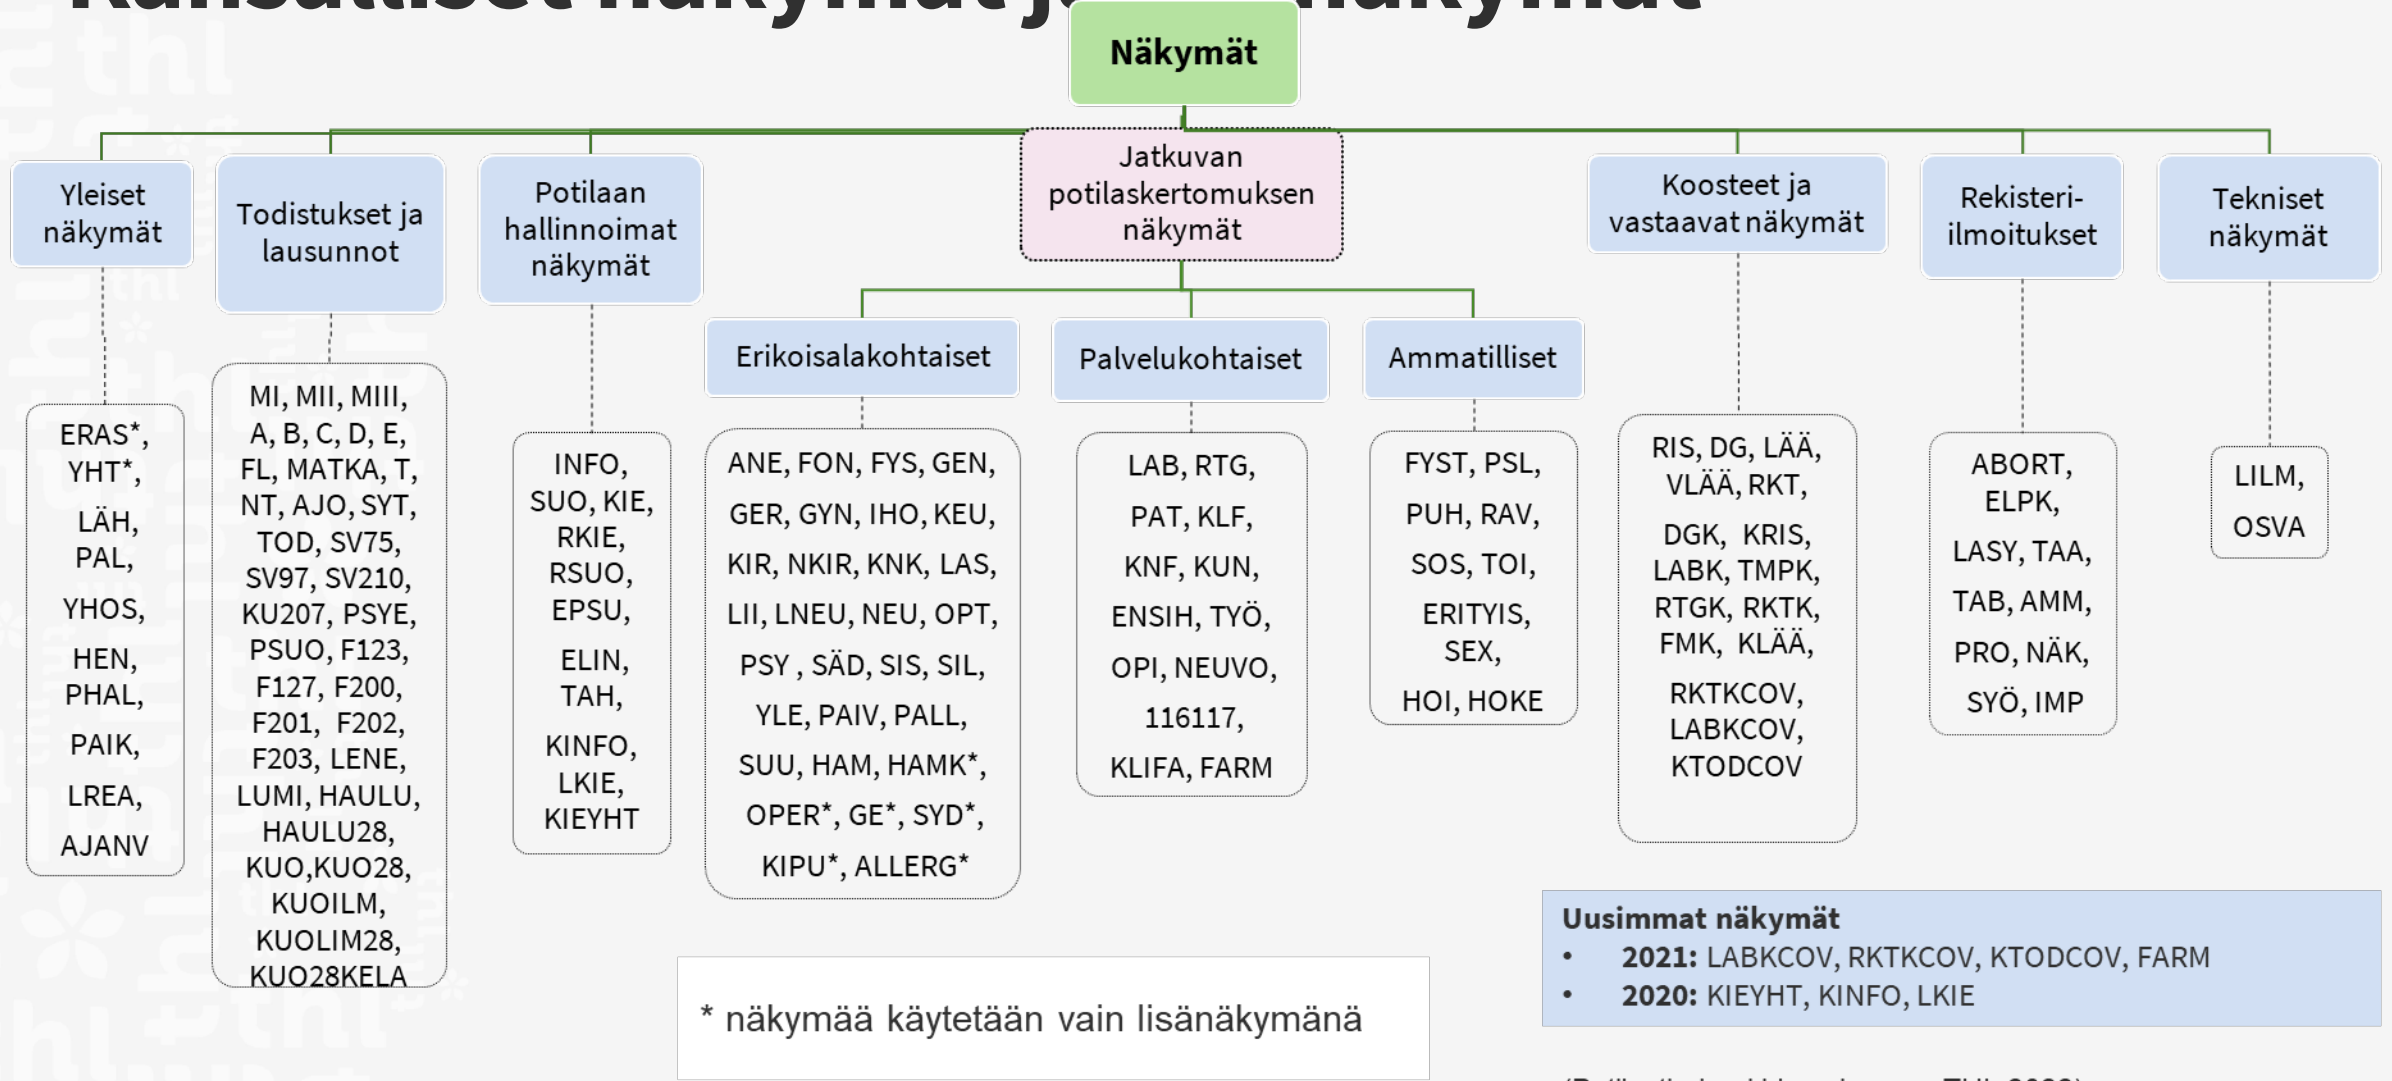 Kansalliset näkymät ja näkymät
Näkymät
Yleiset
näkymät
ERAS*,
YHT*,
LÄH,
PAL,
YHOS,
HEN,
PHAL,
PAIK,
LREA,
AJANV
Todistukset ja
lausunnot
MI, MII, MIII,
A, B, C, D, E,
FL, MATKA, T,
NT, AJO, SYT,
TOD, SV75,
SV97, SV210,
KU207, PSYE,
PSUO, F123,
F127, F200,
F201, F202,
F203, LENE,
LUMI, HAULU,
HAULU28,
KUO,KUO28,
KUOILM,
KUOLIM28,
KUO28KELA
Potilaan
hallinnoimat
näkymät
INFO,
SUO, KIE,
RKIE,
RSUO,
EPSU,
ELIN,
TAH,
KINFO,
LKIE,
KIEYHT
Jatkuvan
potilaskertomuksen
näkymät
Erikoisalakohtaiset
ANE, FON, FYS, GEN,
GER, GYN, IHO, KEU,
KIR, NKIR, KNK, LAS,
LII, LNEU, NEU, OPT,
PSY , SÄD, SIS, SIL,
YLE, PAIV, PALL,
SUU, HAM, HAMK*,
OPER*, GE*, SYD*,
KIPU*, ALLERG*
Palvelukohtaiset
LAB, RTG,
PAT, KLF,
KNF, KUN,
ENSIH, TYÖ,
OPI, NEUVO,
116117,
KLIFA, FARM
Ammatilliset
FYST, PSL,
PUH, RAV,
SOS, TOI,
ERITYIS,
SEX,
HOI, HOKE
Koosteet ja
vastaavat näkymät
RIS, DG, LÄÄ,
VLÄÄ, RKT,
DGK, KRIS,
LABK, TMPK,
RTGK, RKTK,
FMK, KLÄÄ,
RKTKCOV,
LABKCOV,
KTODCOV
Rekisteri-
ilmoitukset
ABORT,
ELPK,
LASY, TAA,
TAB, AMM,
PRO, NÄK,
SYÖ, IMP
Tekniset
näkymät
LILM,
OSVA
Uusimmat näkymät
• 2021: LABKCOV, RKTKCOV, KTODCOV, FARM
• 2020: KIEYHT, KINFO, LKIE
* näkymää käytetään vain lisänäkymänä